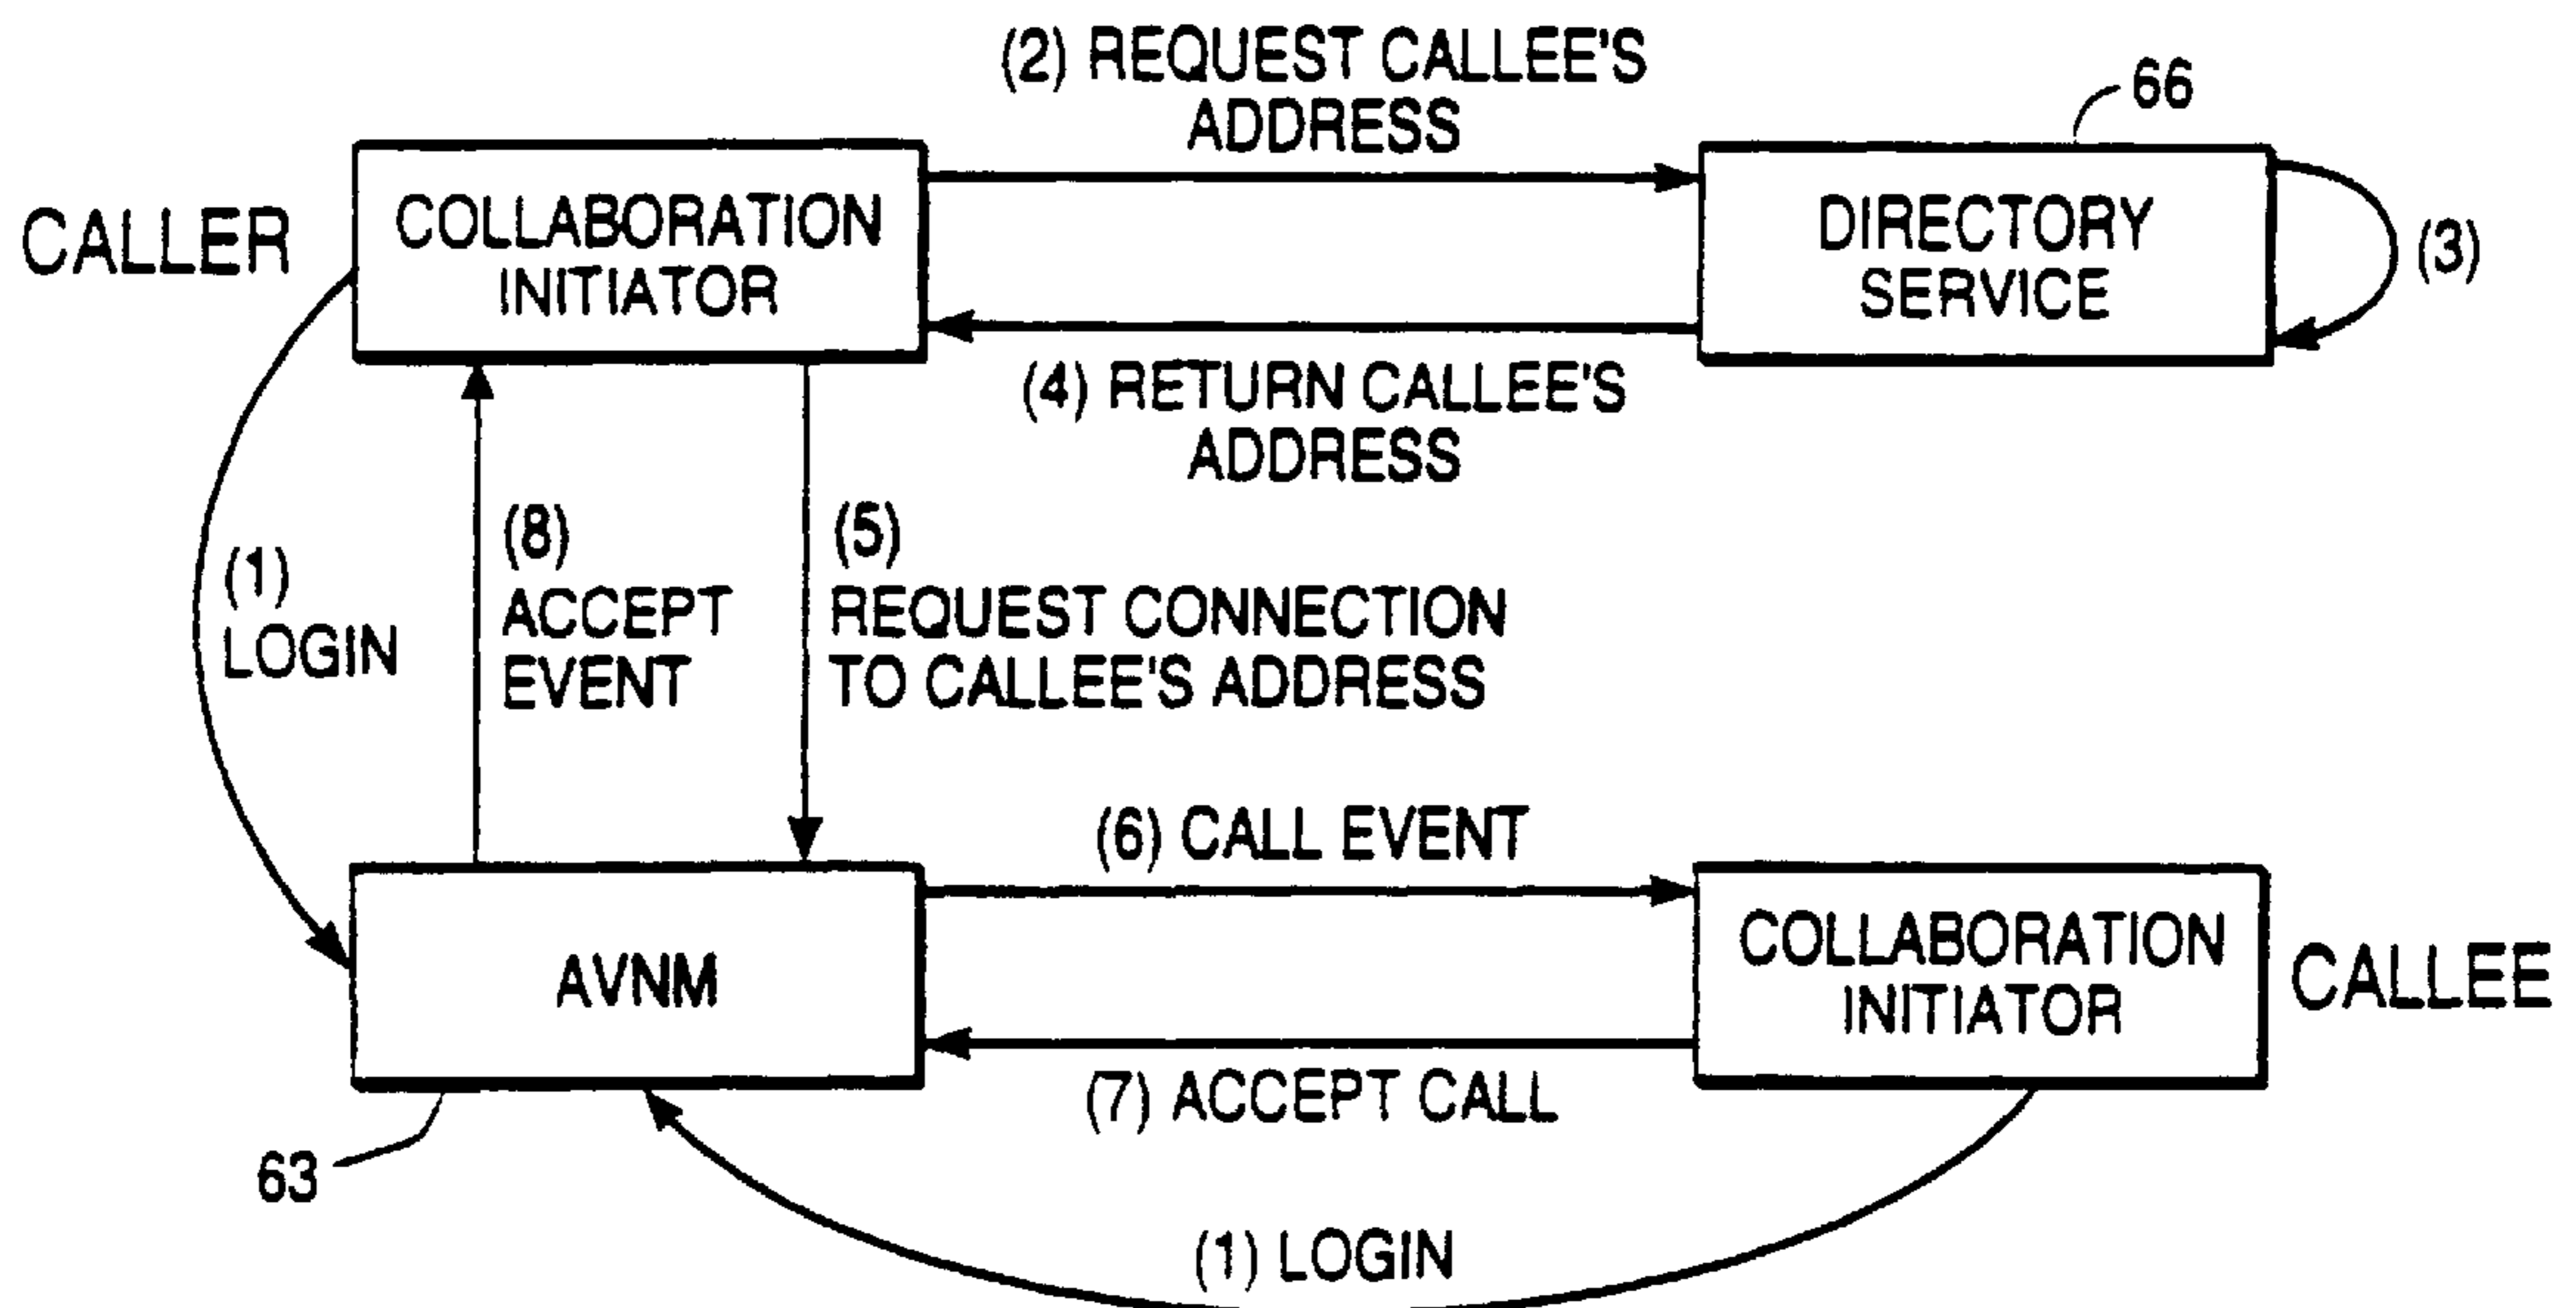 (2) REQUEST CALLEE'S
ADDRESS
66
CALLER
COLLABORATION
INITIATOR
DIRECTORY
SERVICE
(3)
(4) RETURN CALLEE'S
ADDRESS
(1)
LOGIN
(8)
ACCEPT
EVENT
(5)
REQUEST CONNECTION
TO CALLEE'S ADDRESS
(6) CALL EVENT
AVNM
COLLABORATION
INITIATOR
CALLEE
(7) ACCEPT CALL
63
(1) LOGIN